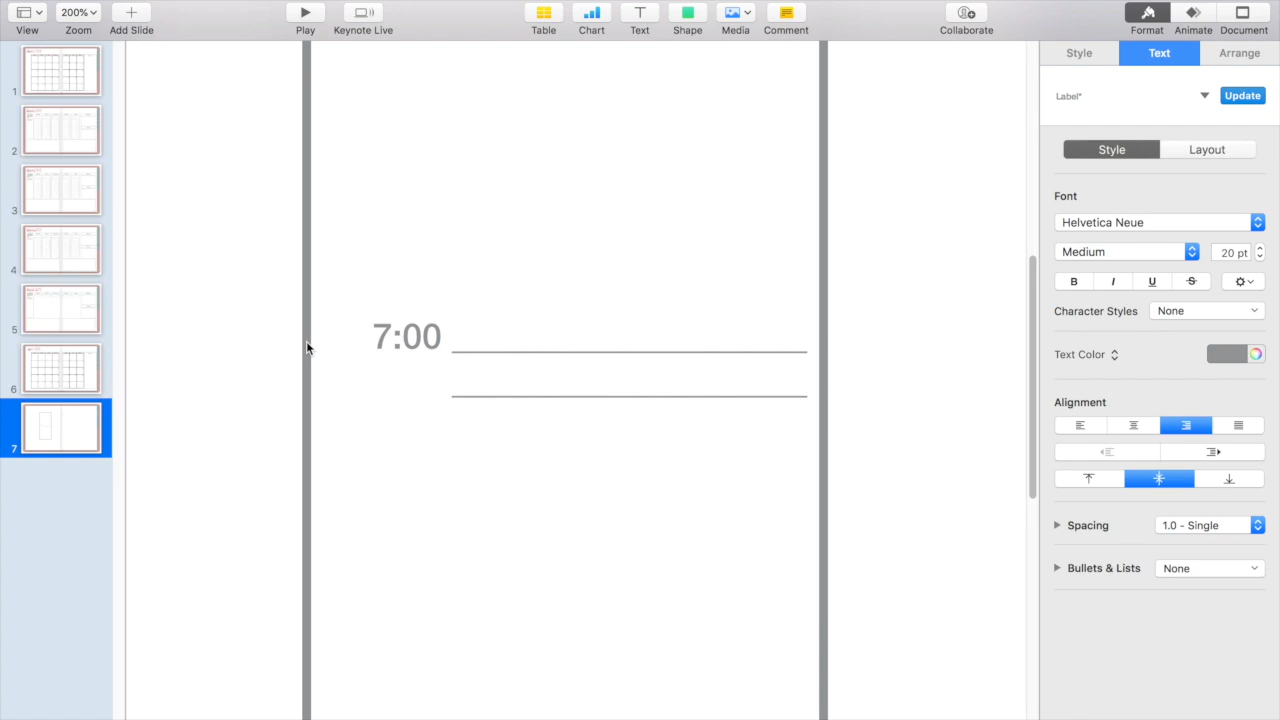 200%
View
Zoom
Add Slide
Play
Keynote Live
Table
Chart
Text
Shape
Media
Comment
Collaborate
Format
Animate
Document
Style
Text
Arrange
Label*
Update
Style
Layout
Font
Helvetica Neue
Medium
20 pt
B I U S
Character Styles
None
Text Color
Alignment
Spacing
1.0 - Single
Bullets & Lists
None
7:00
1
2
3
4
5
6
7